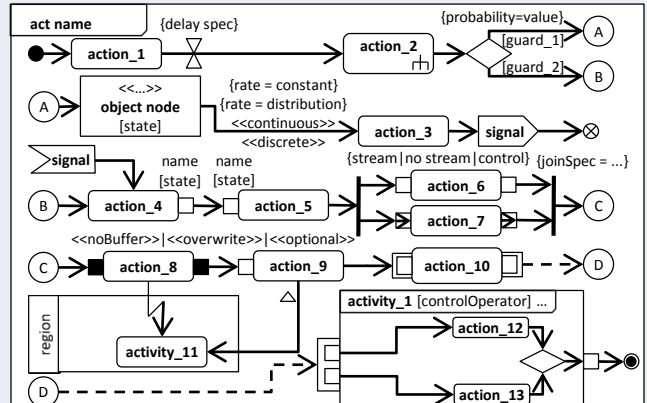 act name
{delay spec}
{probability=value}
action_1
action_2
[guard_1]
A
[guard_2]
B
<<...>>
object node
[state]
A
{rate = constant}
{rate = distribution}
<<continuous>>
<<discrete>>
action_3
signal
signal
name
[state]
name
[state]
{stream|no stream|control}
{joinSpec = ...}
B
action_4
action_5
action_6
action_7
C
<<noBuffer>>|<<overwrite>>|<<optional>>
C
action_8
action_9
action_10
D
region
activity_11
activity_1 [controlOperator] ...
action_12
action_13
D